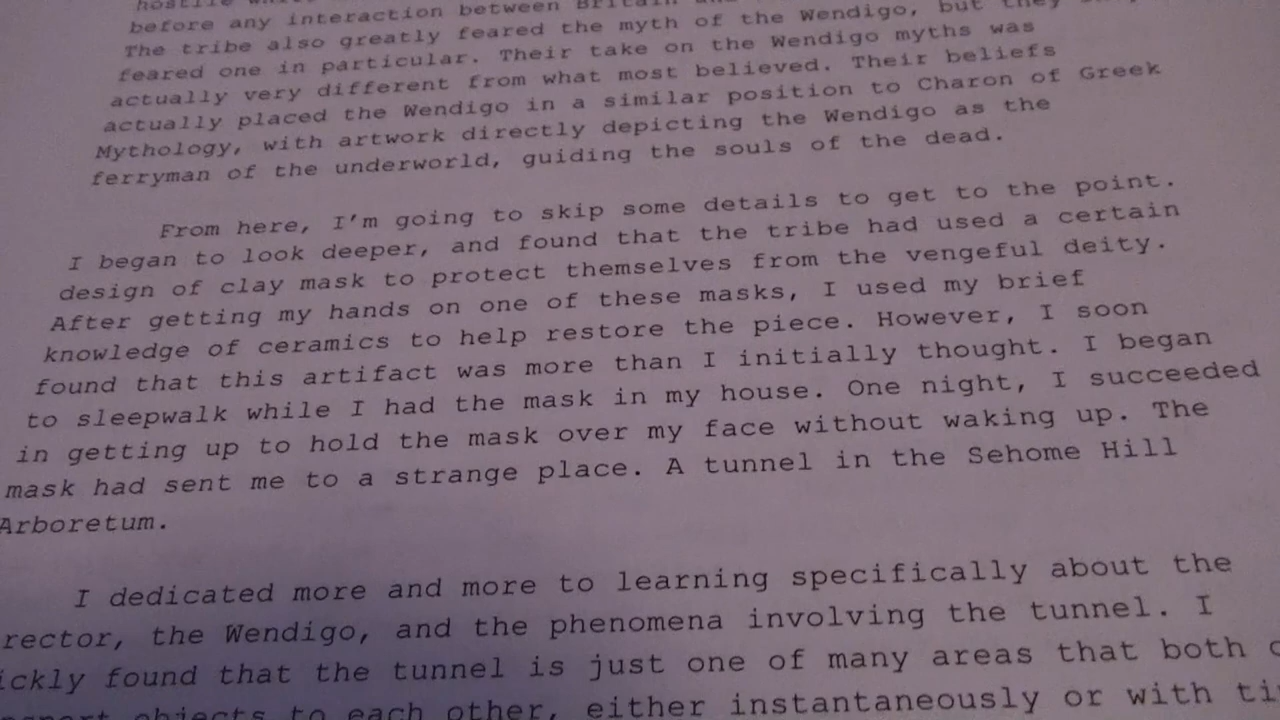 before any interaction between Britain
The tribe also greatly feared the myth of the Wendigo, but they
feared one in particular. Their take on the Wendigo myths was
actually very different from what most believed. Their beliefs
actually placed the Wendigo in a similar position to Charon of Greek
Mythology, with artwork directly depicting the Wendigo as the
ferryman of the underworld, guiding the souls of the dead.
From here, I'm going to skip some details to get to the point.
I began to look deeper, and found that the tribe had used a certain
design of clay mask to protect themselves from the vengeful deity.
After getting my hands on one of these masks, I used my brief
knowledge of ceramics to help restore the piece. However, I soon
found that this artifact was more than I initially thought. I began
to sleepwalk while I had the mask in my house. One night, I succeeded
in getting up to hold the mask over my face without waking up. The
mask had sent me to a strange place. A tunnel in the Sehome Hill
Arboretum.
I dedicated more and more to learning specifically about the
rector, the Wendigo, and the phenomena involving the tunnel. I
ickly found that the tunnel is just one of many areas that both
objects to each other, either instantaneously or with